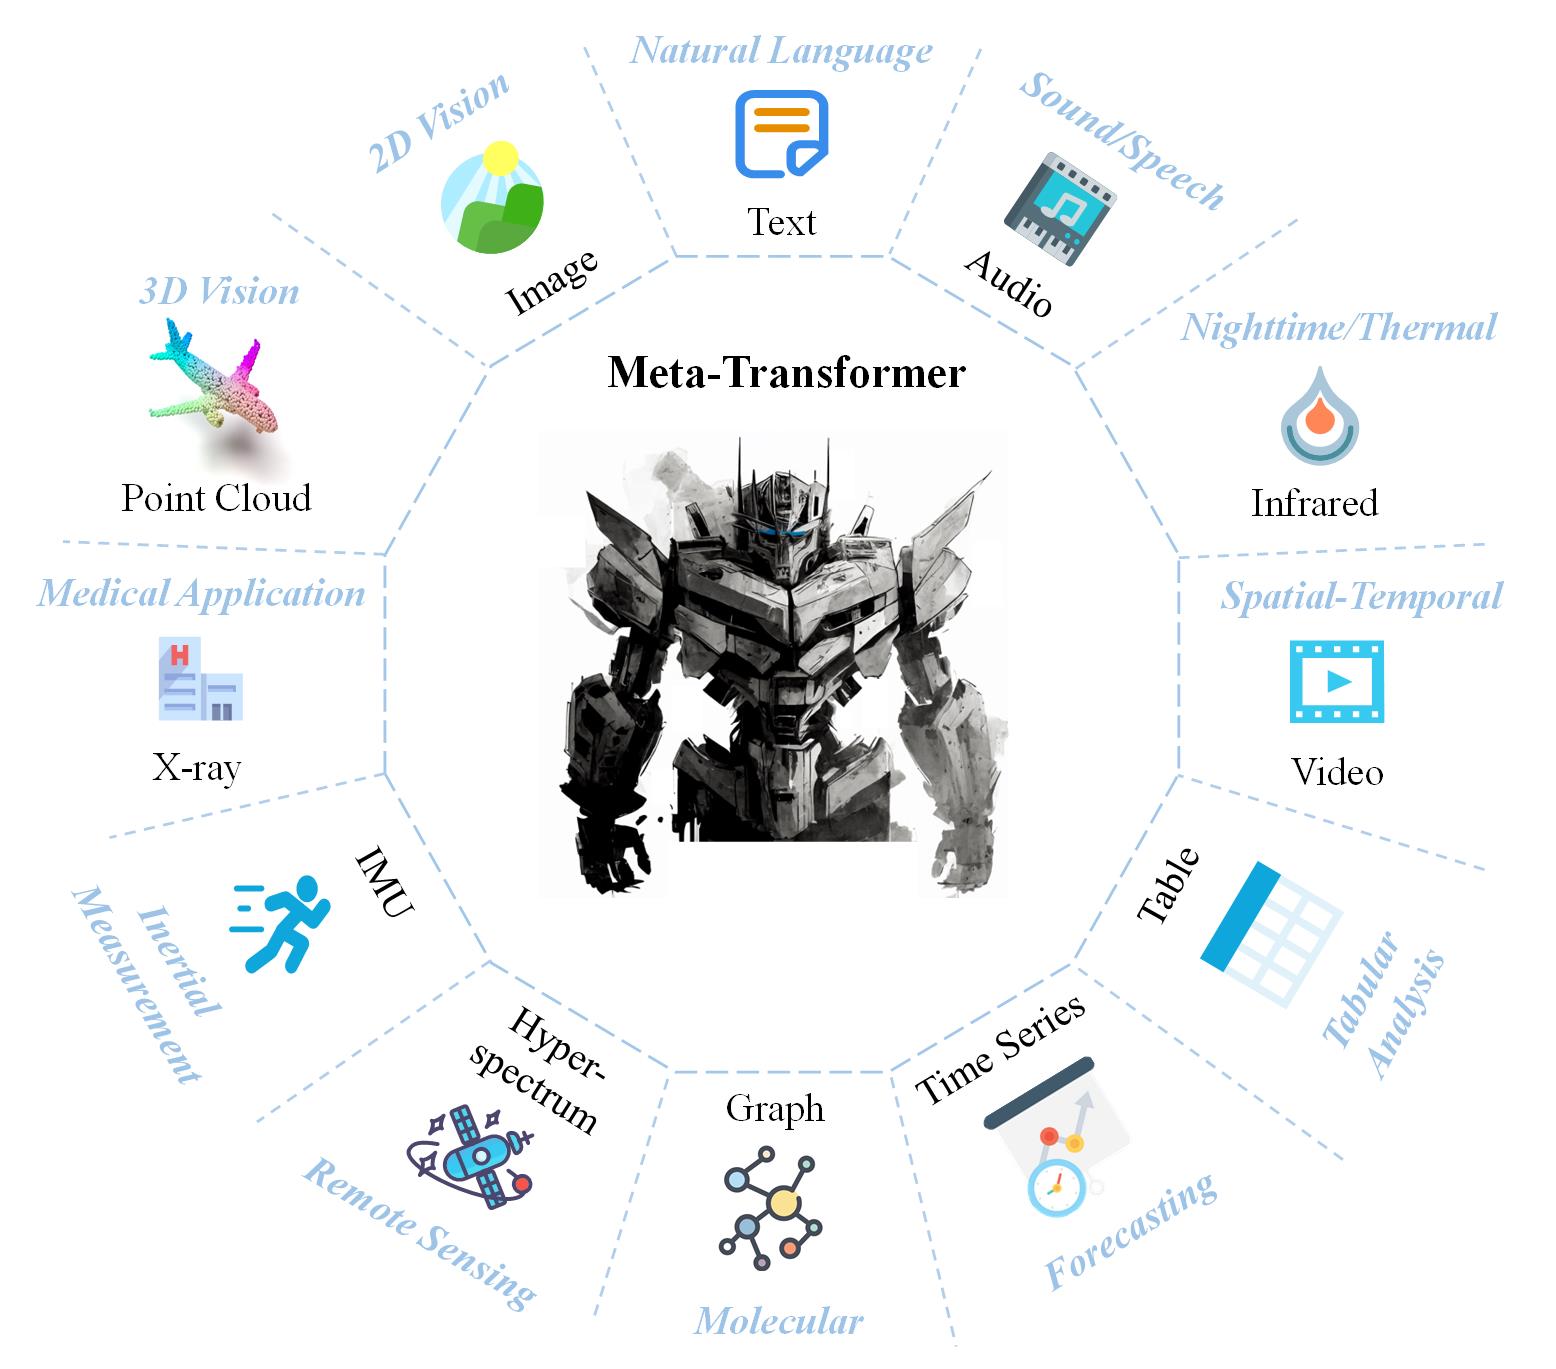 Natural Language
Text
Sound/Speech
Audio
Nighttime/Thermal
Infrared
Spatial-Temporal
Video
Table
Tabular
Analysis
Time Series
Forecasting
Graph
Molecular
Hyper-
spectrum
Remote Sensing
IMU
Inertial
Measurement
Medical Application
H
X-ray
3D Vision
Point Cloud
2D Vision
Image
Meta-Transformer